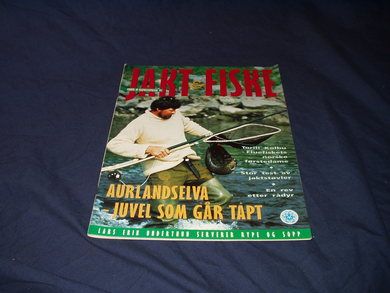 JAKT FISKE
Torill Kolbu
Fluefiskets
norske
førstedame
Stor test av
jaktstøvler
En rev
etter rådyr
AURLANDSELVA
JUVEL SOM GÅR TAPT
LARS ERIK UNDERTHUN SERVERER RYPE OG SOPP